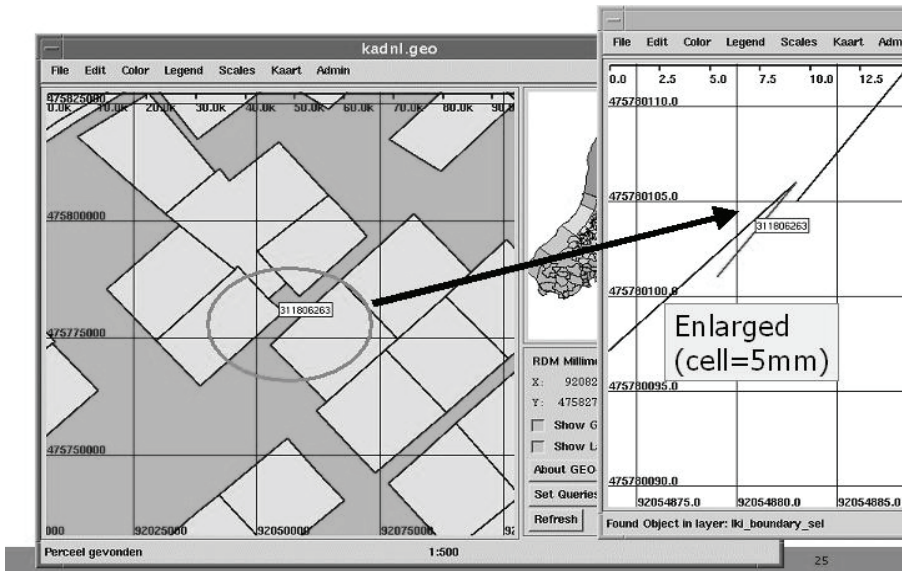 kadnl.geo
File Edit Color Legend Scales Kaart Admin
0.0k 10.0k 20.0k 30.0k 40.0k 50.0k 60.0k 70.0k 80.0k
475800000
311806263
475775000
475750000
000 92025000 92050000 92075000
Perceel gevonden 1:500
RDM Millim
X: 92082
Y: 475827
Show G
Show L
About GEO-
Set Queries
Refresh
File Edit Color Legend Scales Kaart Adm
0.0 2.5 5.0 7.5 10.0 12.5
475780110.0
475780105.0
311806263
475780100.0
Enlarged
(cell=5mm)
475780095.0
475780090.0
92054875.0 92054880.0 92054885.0
Found Object in layer: lki_boundary_sel
25